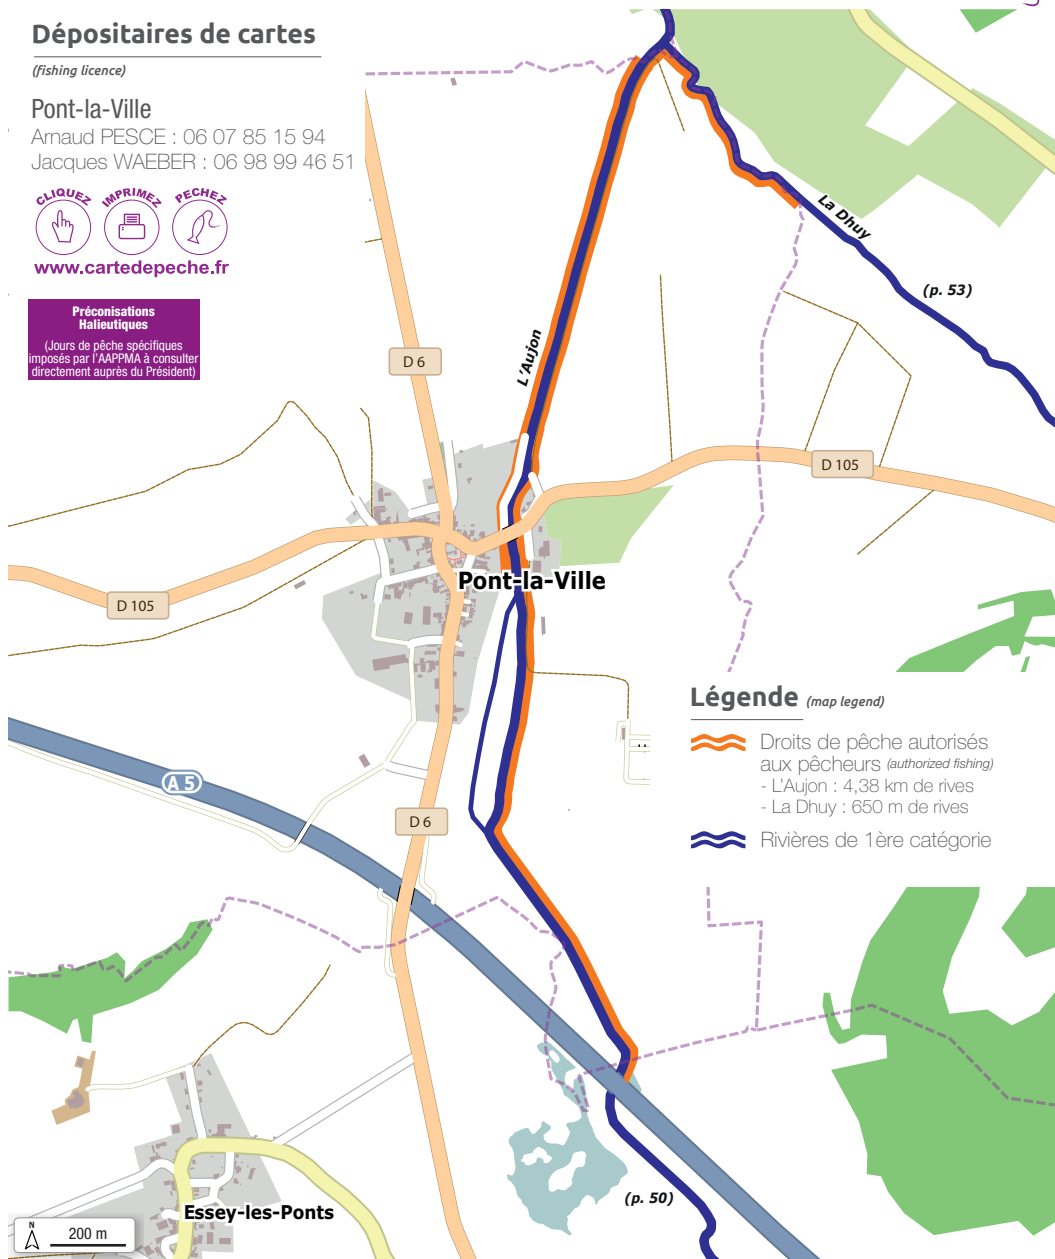 Dépositaires de cartes
(fishing licence)
Pont-la-Ville
Arnaud PESCE : 06 07 85 15 94
Jacques WAEBER : 06 98 99 46 51
CLIQUEZ IMPRIMEZ PECHEZ
www.cartedepeche.fr
Préconisations
Halieutiques
(Jours de pêche spécifiques
imposés par l'AAPPMA à consulter
directement auprès du Président)
La Dhuy
(p. 53)
L'Aujon
D 6
D 105
Pont-la-Ville
D 105
Légende (map legend)
Droits de pêche autorisés
aux pêcheurs (authorized fishing)
- L'Aujon : 4,38 km de rives
- La Dhuy : 650 m de rives
Rivières de 1ère catégorie
A 5
D 6
(p. 50)
Essey-les-Ponts
N
200 m